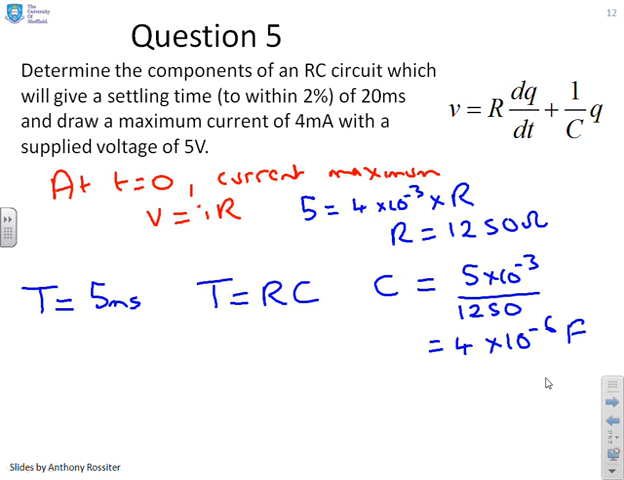 The
University
Of
Sheffield.
12
Question 5
Determine the components of an RC circuit which
will give a settling time (to within 2%) of 20ms
and draw a maximum current of 4mA with a
supplied voltage of 5V.
v = R dq/dt + 1/C q
At t=0, current maximum
V = iR
5 = 4 ×10⁻³ × R
R = 1250Ω
T = 5ms
T = RC
C = 5×10⁻³ / 1250
= 4 ×10⁻⁶ F
Slides by Anthony Rossiter